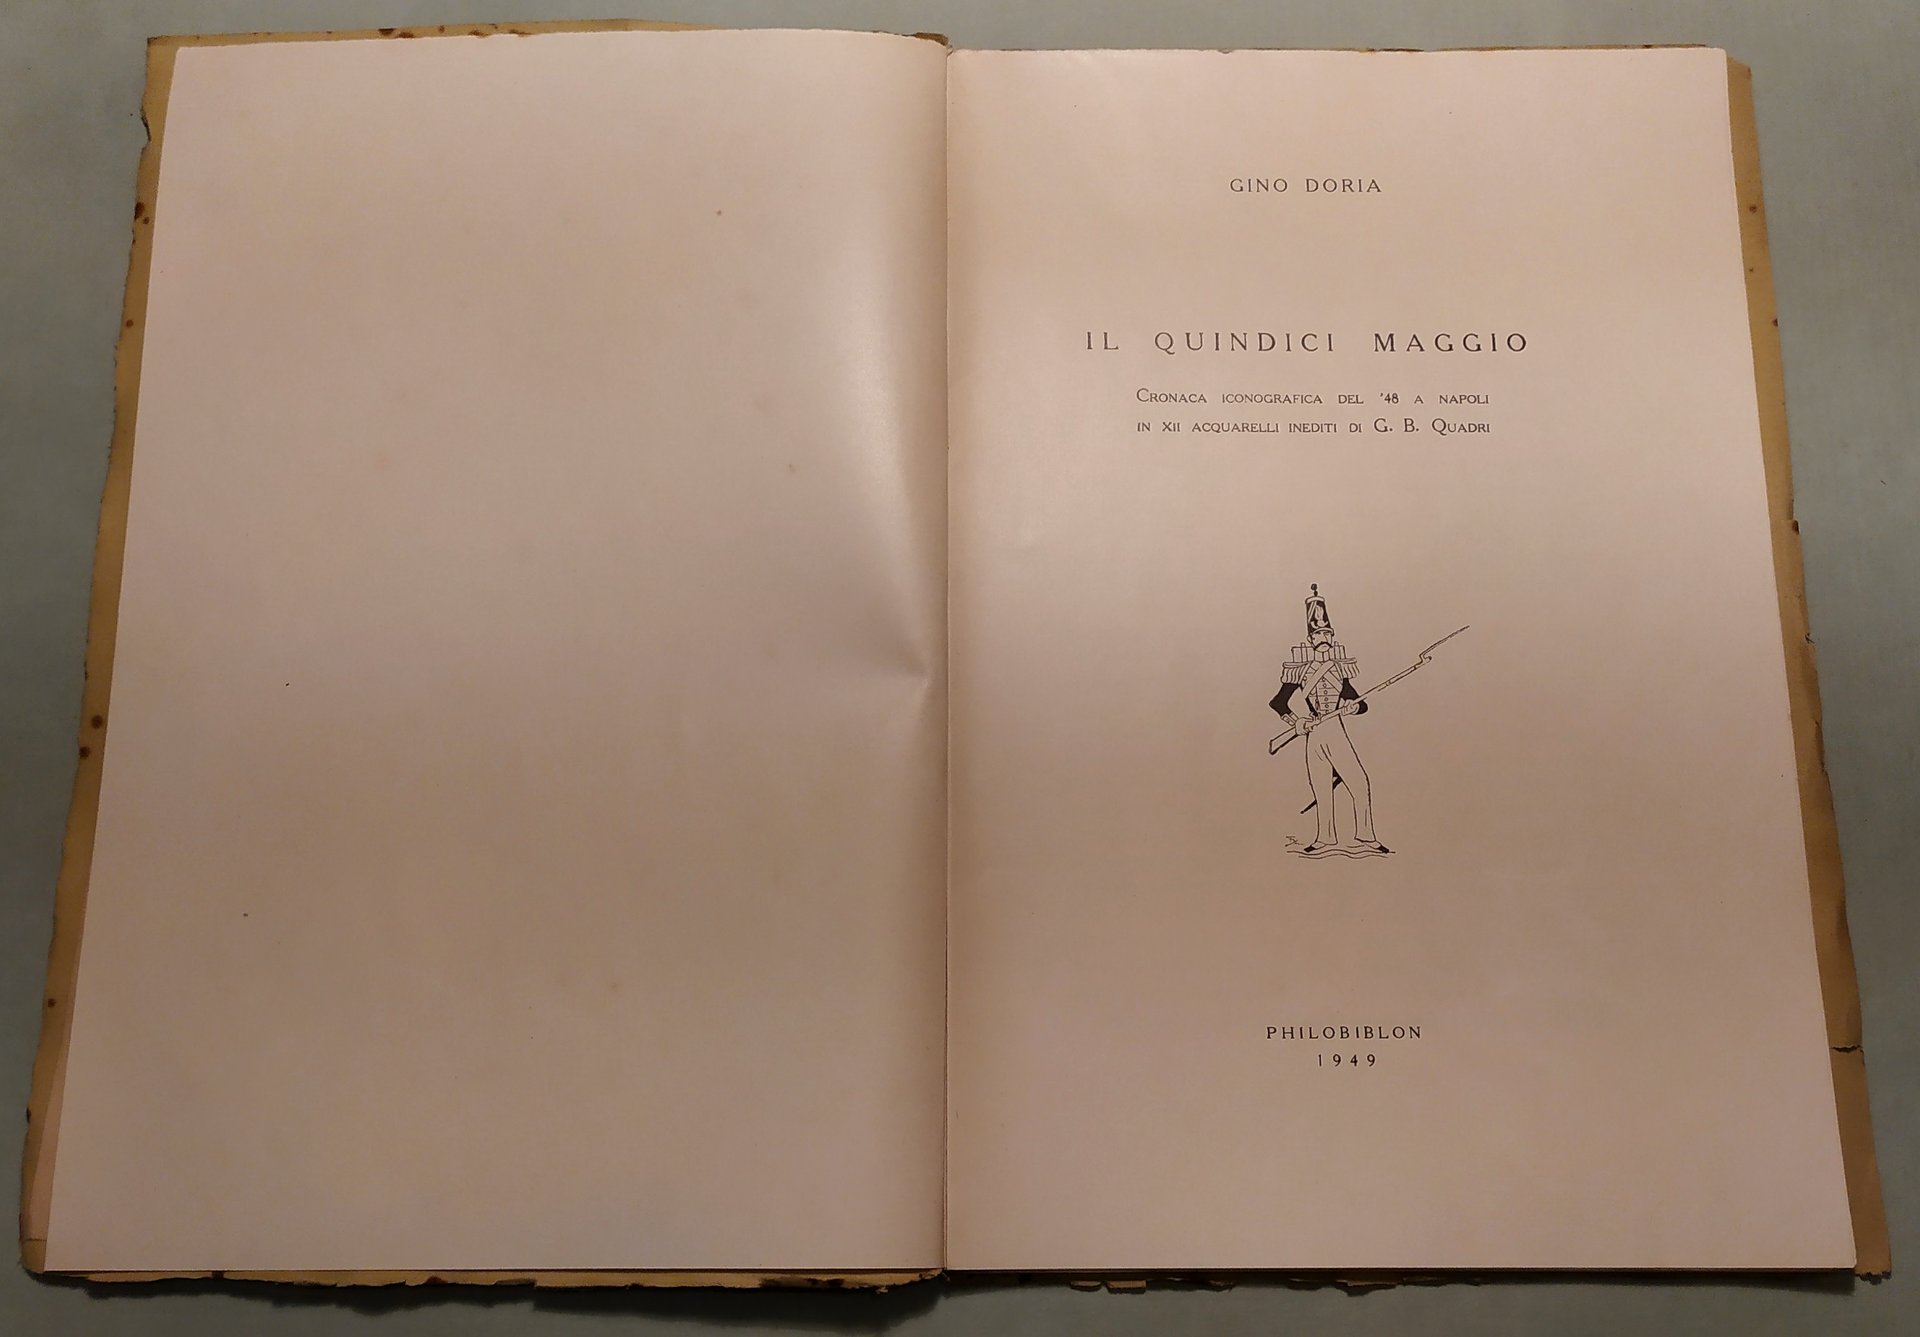 GINO DORIA
IL QUINDICI MAGGIO
CRONACA ICONOGRAFICA DEL '48 A NAPOLI
IN XII ACQUARELLI INEDITI DI G. B. QUADRI
PHILOBIBLON
1949